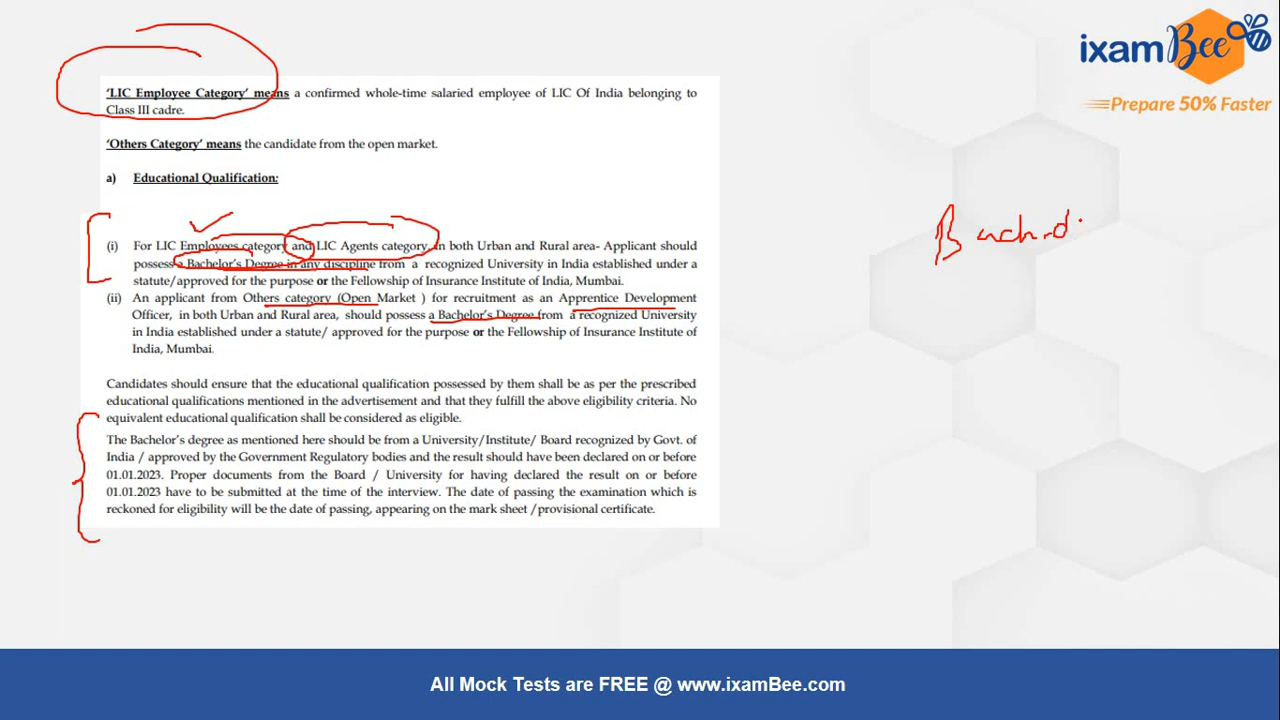 ixamBee
Prepare 50% Faster
‘LIC Employee Category’ means a confirmed whole-time salaried employee of LIC Of India belonging to
Class III cadre.
‘Others Category’ means the candidate from the open market.
a) Educational Qualification:
(i) For LIC Employees category and LIC Agents category, in both Urban and Rural area- Applicant should
possess a Bachelor’s Degree in any discipline from a recognized University in India established under a
statute/approved for the purpose or the Fellowship of Insurance Institute of India, Mumbai.
(ii) An applicant from Others category (Open Market ) for recruitment as an Apprentice Development
Officer, in both Urban and Rural area, should possess a Bachelor’s Degree from a recognized University
in India established under a statute/ approved for the purpose or the Fellowship of Insurance Institute of
India, Mumbai.
Candidates should ensure that the educational qualification possessed by them shall be as per the prescribed
educational qualifications mentioned in the advertisement and that they fulfill the above eligibility criteria. No
equivalent educational qualification shall be considered as eligible.
The Bachelor’s degree as mentioned here should be from a University/Institute/ Board recognized by Govt. of
India / approved by the Government Regulatory bodies and the result should have been declared on or before
01.01.2023. Proper documents from the Board / University for having declared the result on or before
01.01.2023 have to be submitted at the time of the interview. The date of passing the examination which is
reckoned for eligibility will be the date of passing, appearing on the mark sheet /provisional certificate.
All Mock Tests are FREE @ www.ixamBee.com